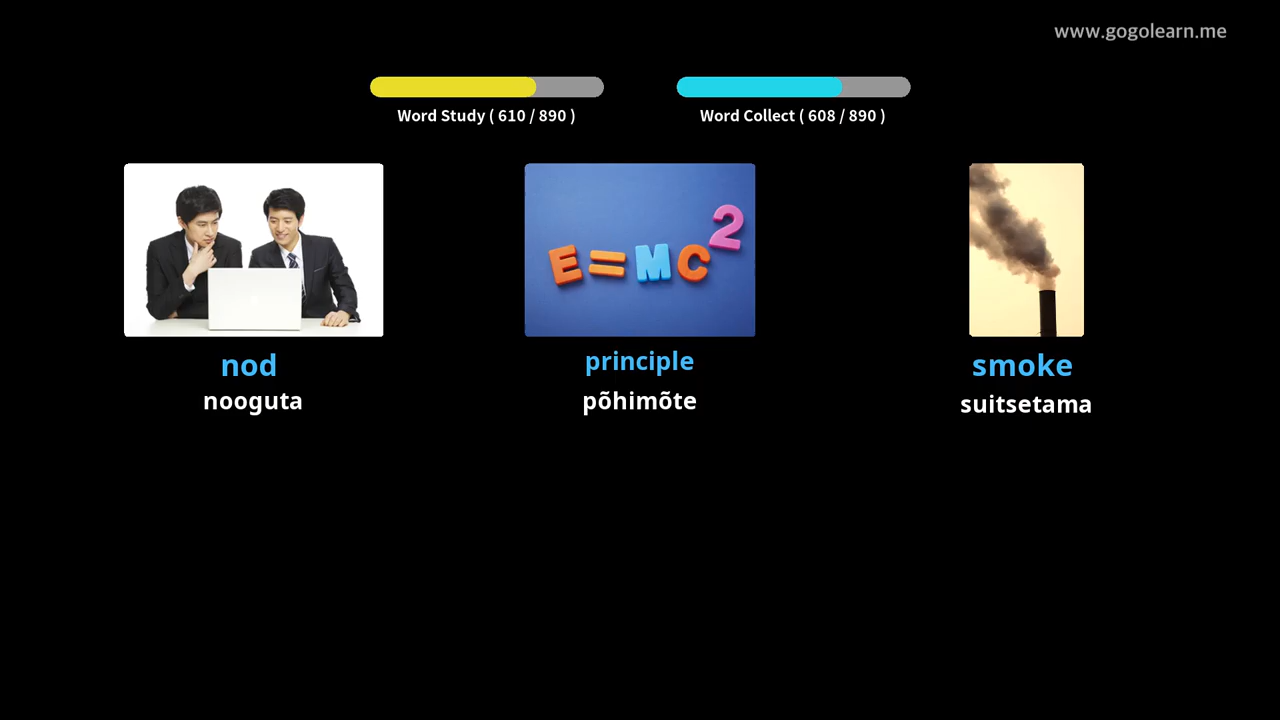 www.gogolearn.me
Word Study ( 610 / 890 )
Word Collect ( 608 / 890 )
E=MC2
nod
principle
smoke
nooguta
põhimõte
suitsetama